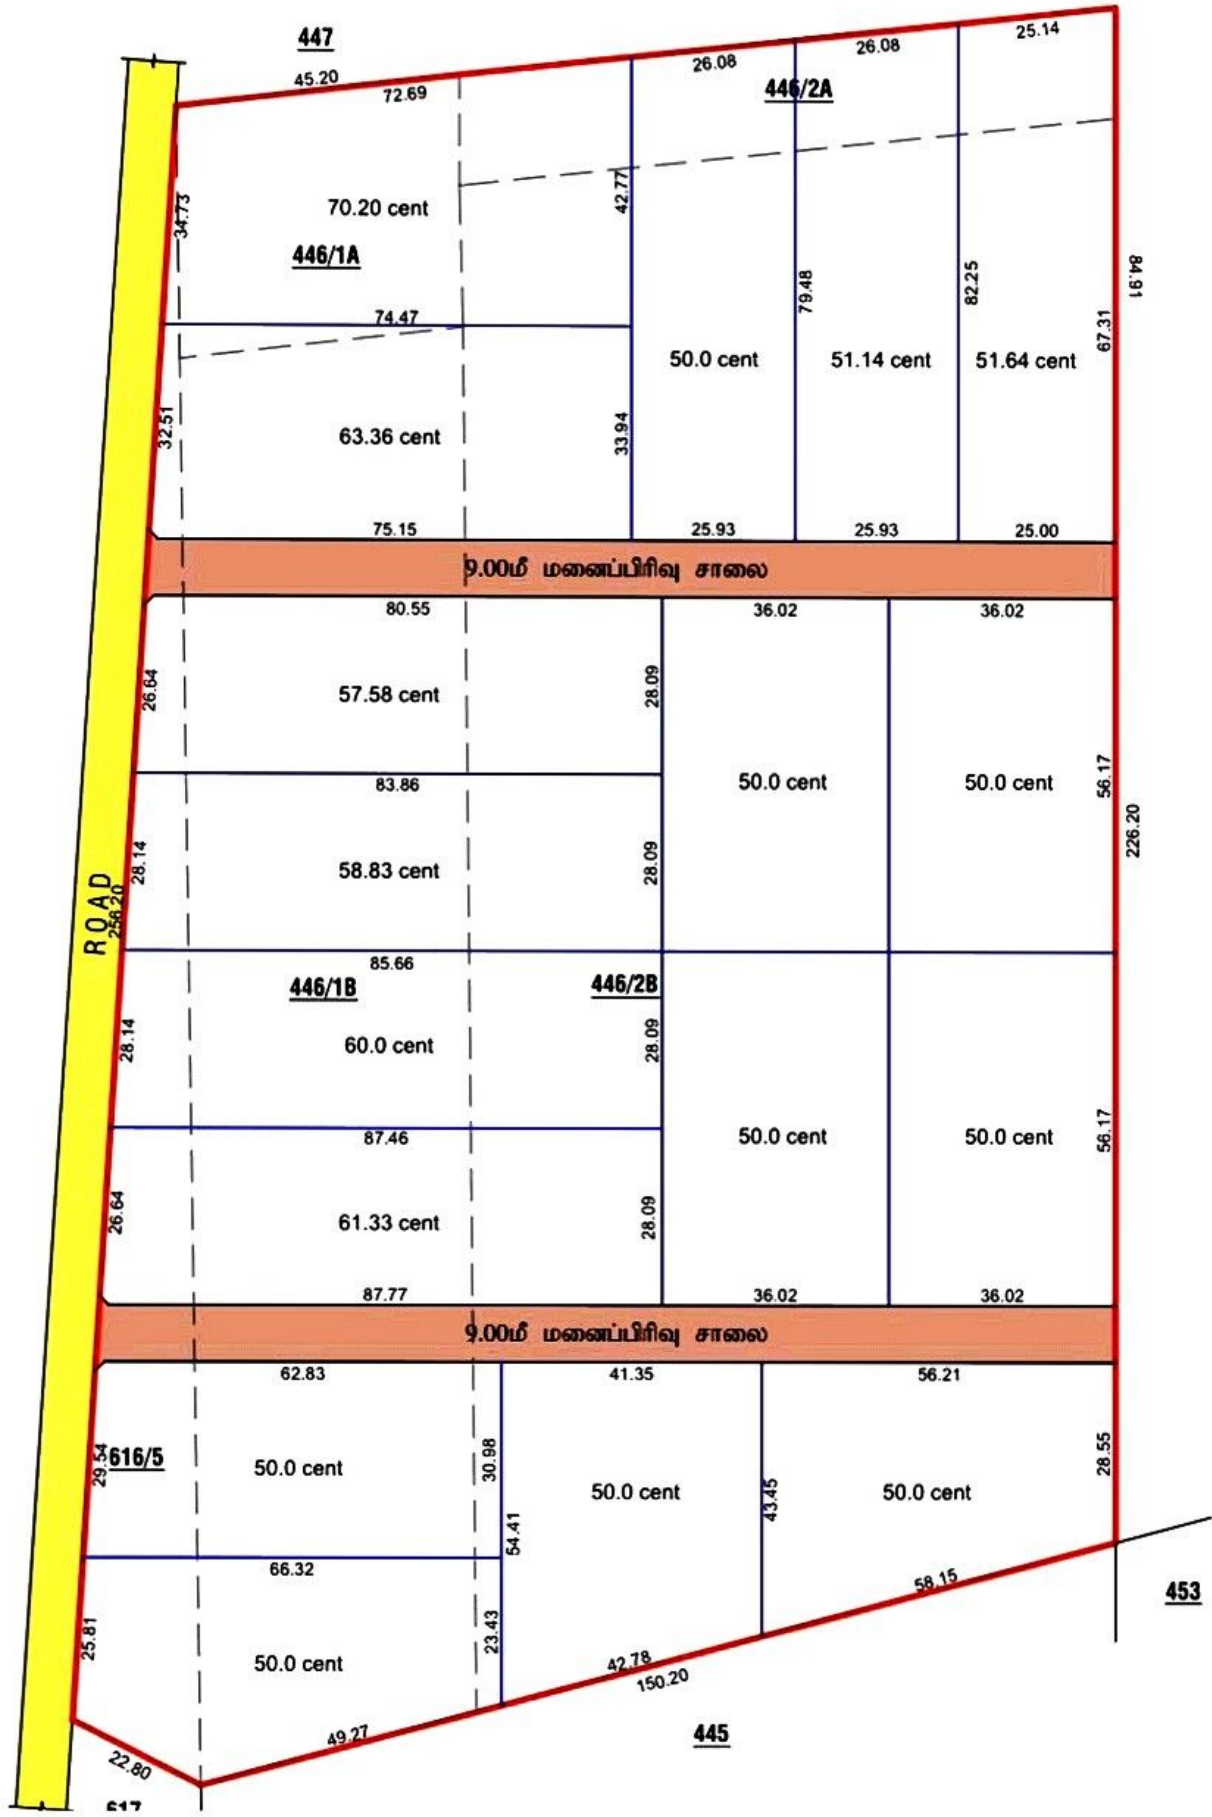 447
45.20
72.69
26.08
26.08
25.14
446/2A
34.73
70.20 cent
42.77
446/1A
74.47
79.48
82.25
84.91
67.31
50.0 cent
51.14 cent
51.64 cent
32.51
63.36 cent
33.94
75.15
25.93
25.93
25.00
9.00மீ மனைப்பிரிவு சாலை
80.55
36.02
36.02
26.64
57.58 cent
28.09
83.86
50.0 cent
50.0 cent
56.17
226.20
28.14
58.83 cent
28.09
ROAD
256.20
85.66
446/1B
446/2B
28.14
60.0 cent
28.09
87.46
50.0 cent
50.0 cent
56.17
26.64
61.33 cent
28.09
87.77
36.02
36.02
9.00மீ மனைப்பிரிவு சாலை
62.83
41.35
56.21
29.54
616/5
50.0 cent
30.98
50.0 cent
43.45
50.0 cent
28.55
54.41
66.32
58.15
453
25.81
50.0 cent
23.43
42.78
150.20
49.27
445
22.80
617